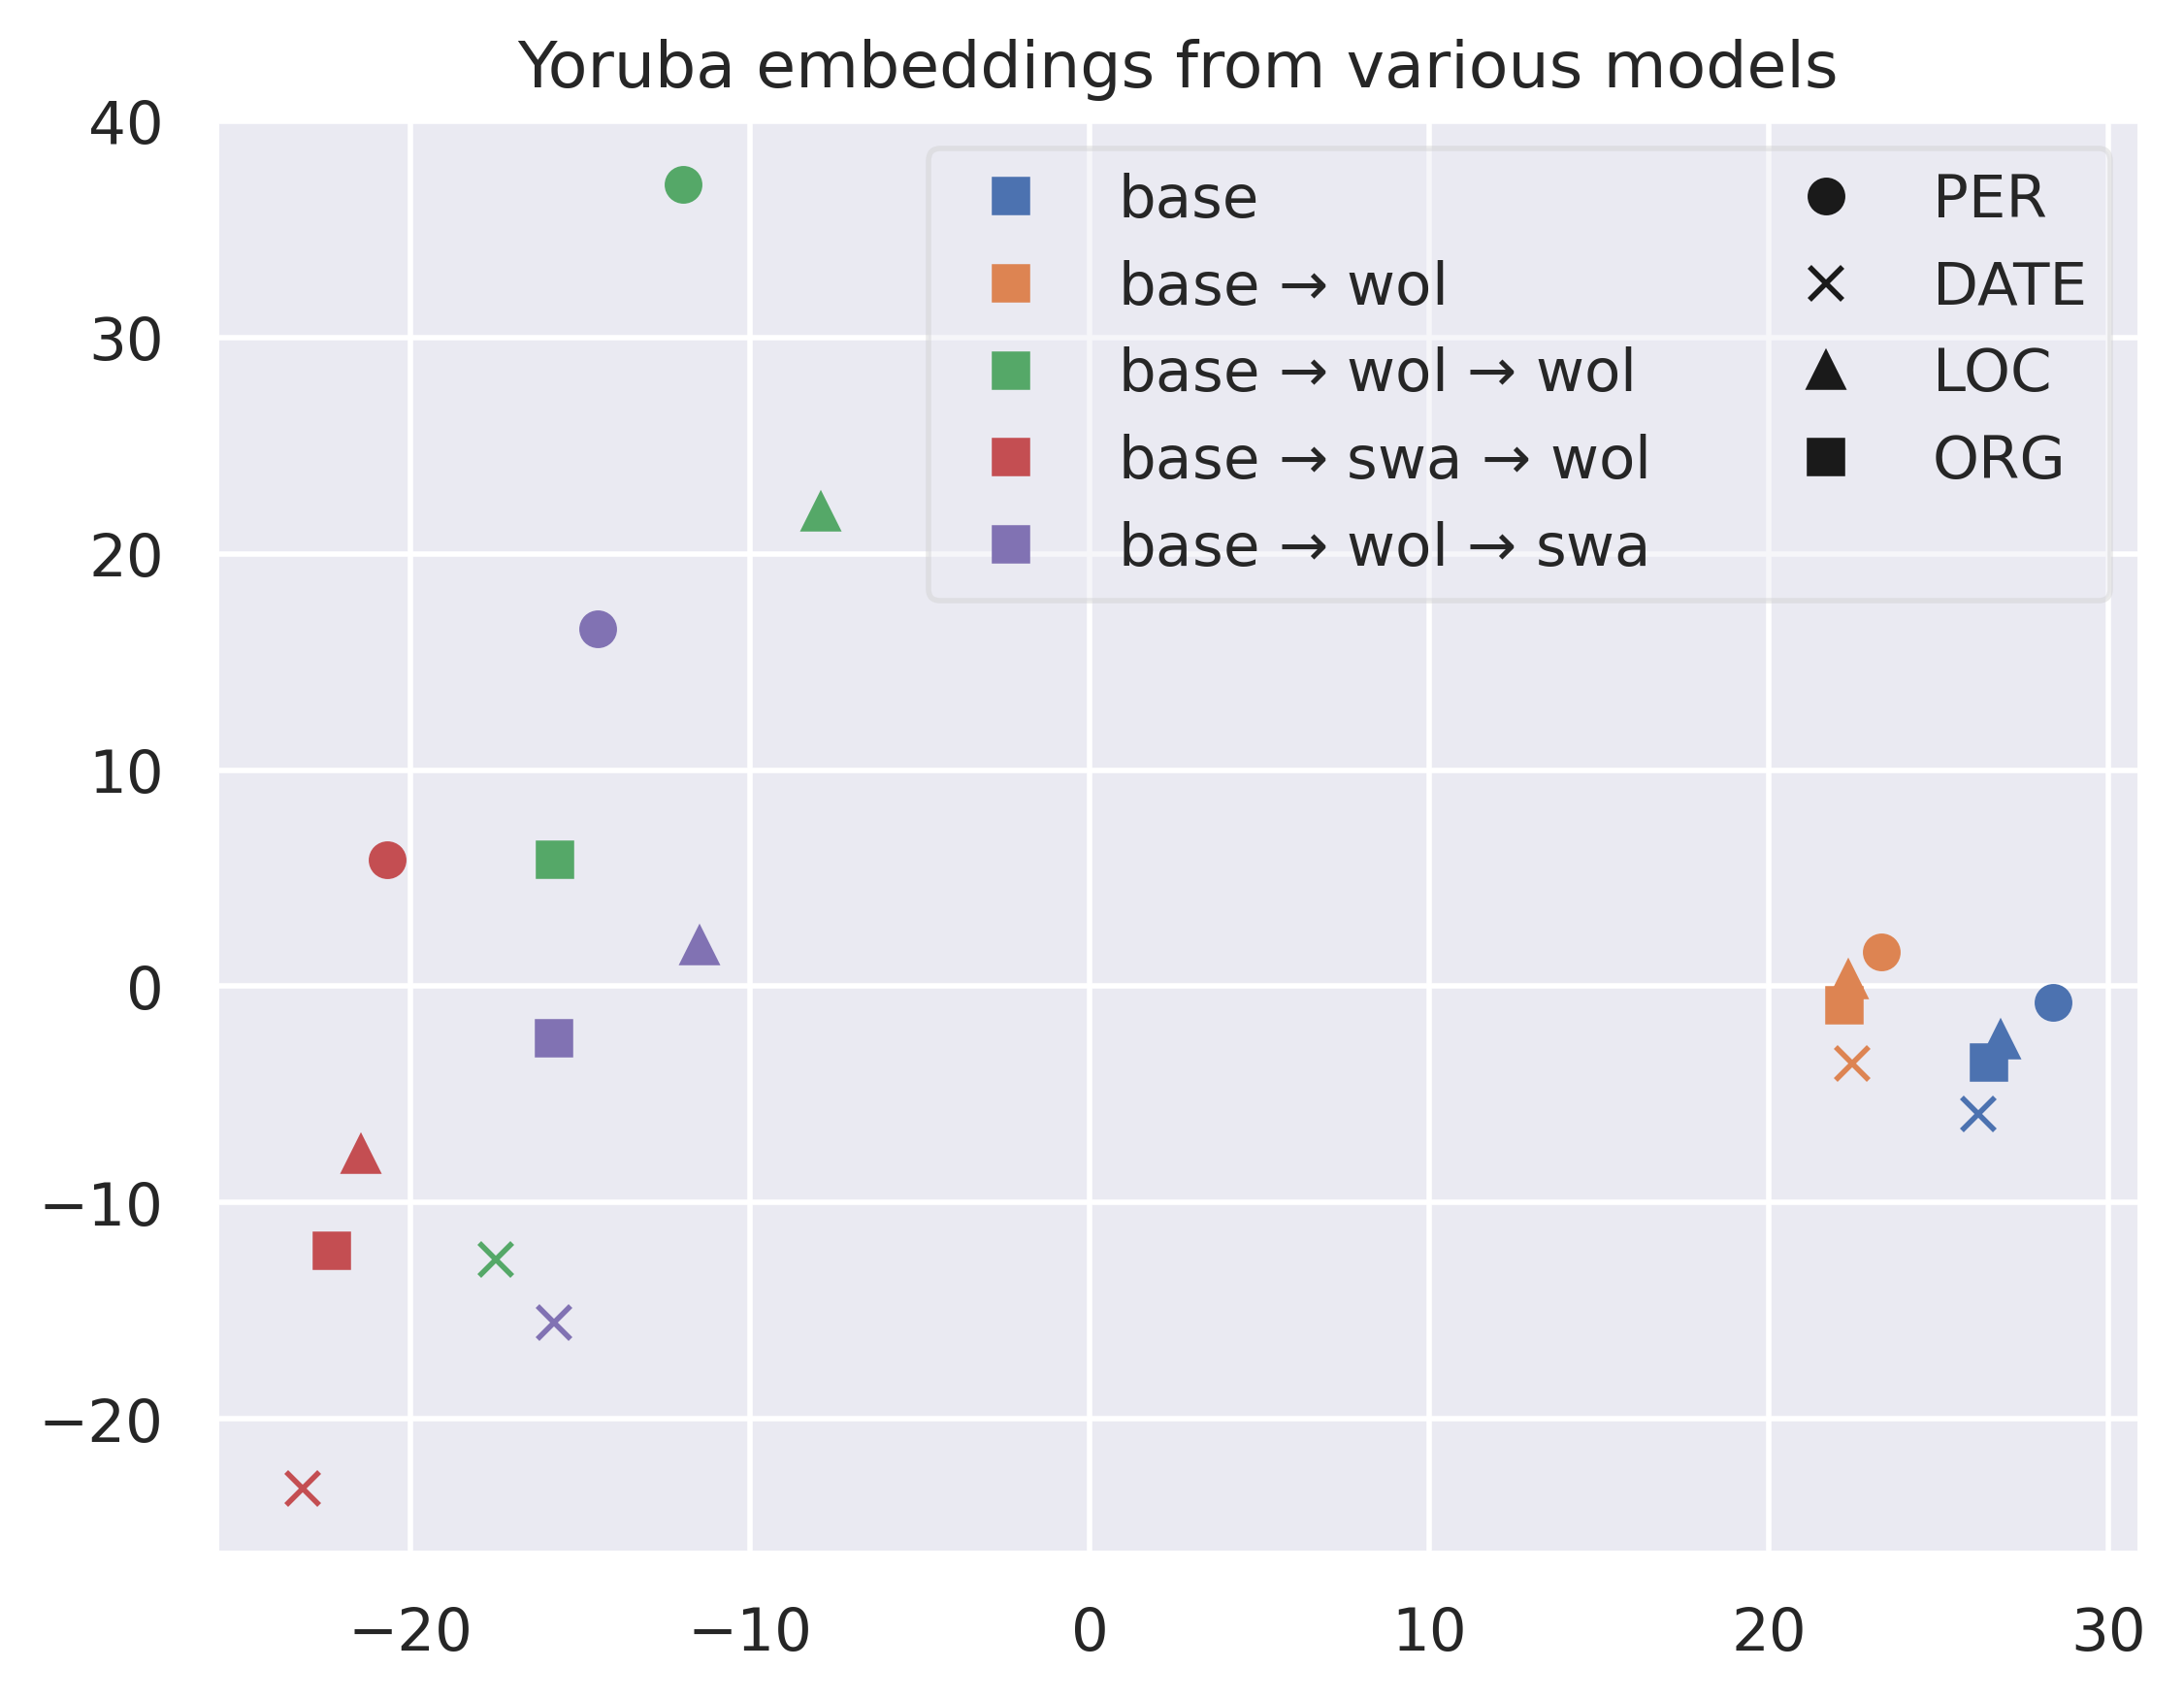 Yoruba embeddings from various models
40
30
20
10
0
−10
−20
base
base → wol
base → wol → wol
base → swa → wol
base → wol → swa
PER
DATE
LOC
ORG
−20 −10 0 10 20 30